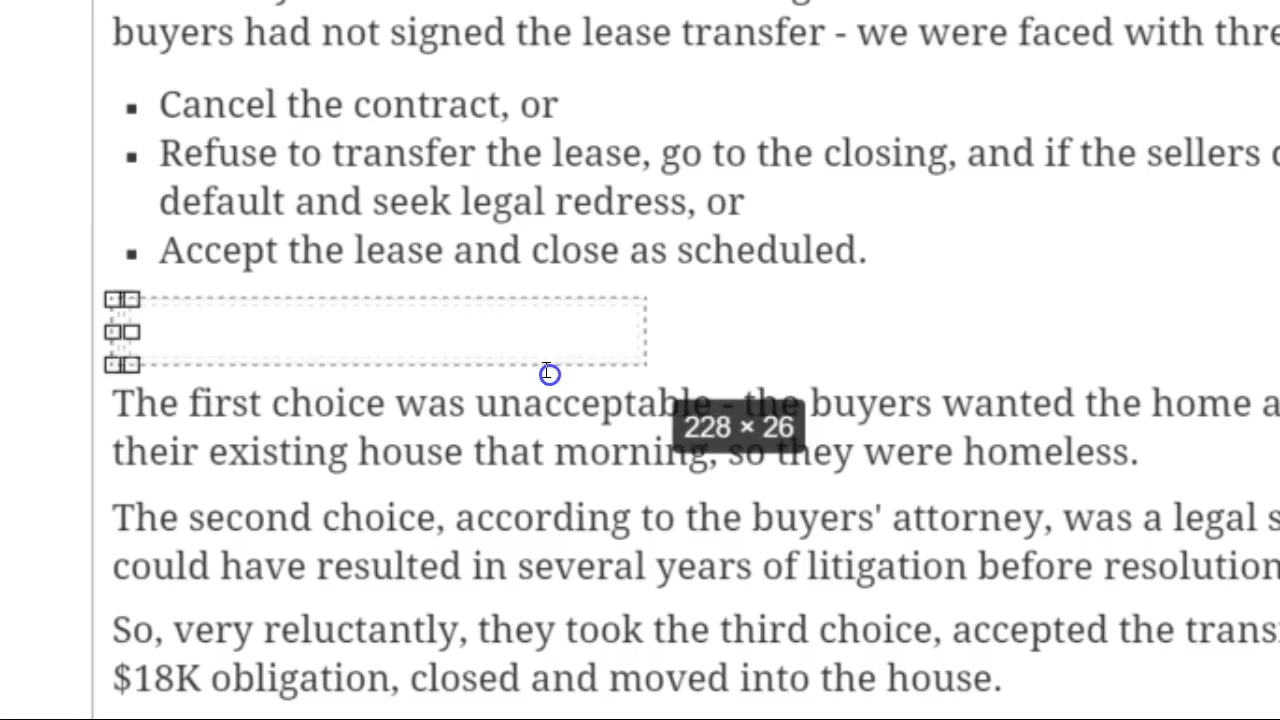 buyers had not signed the lease transfer - we were faced with
Cancel the contract, or
Refuse to transfer the lease, go to the closing, and if the sellers
default and seek legal redress, or
Accept the lease and close as scheduled.
The first choice was unacceptable - the buyers wanted the home
228 × 26
their existing house that morning, so they were homeless.
The second choice, according to the buyers' attorney, was a legal
could have resulted in several years of litigation before resolution
So, very reluctantly, they took the third choice, accepted the
$18K obligation, closed and moved into the house.